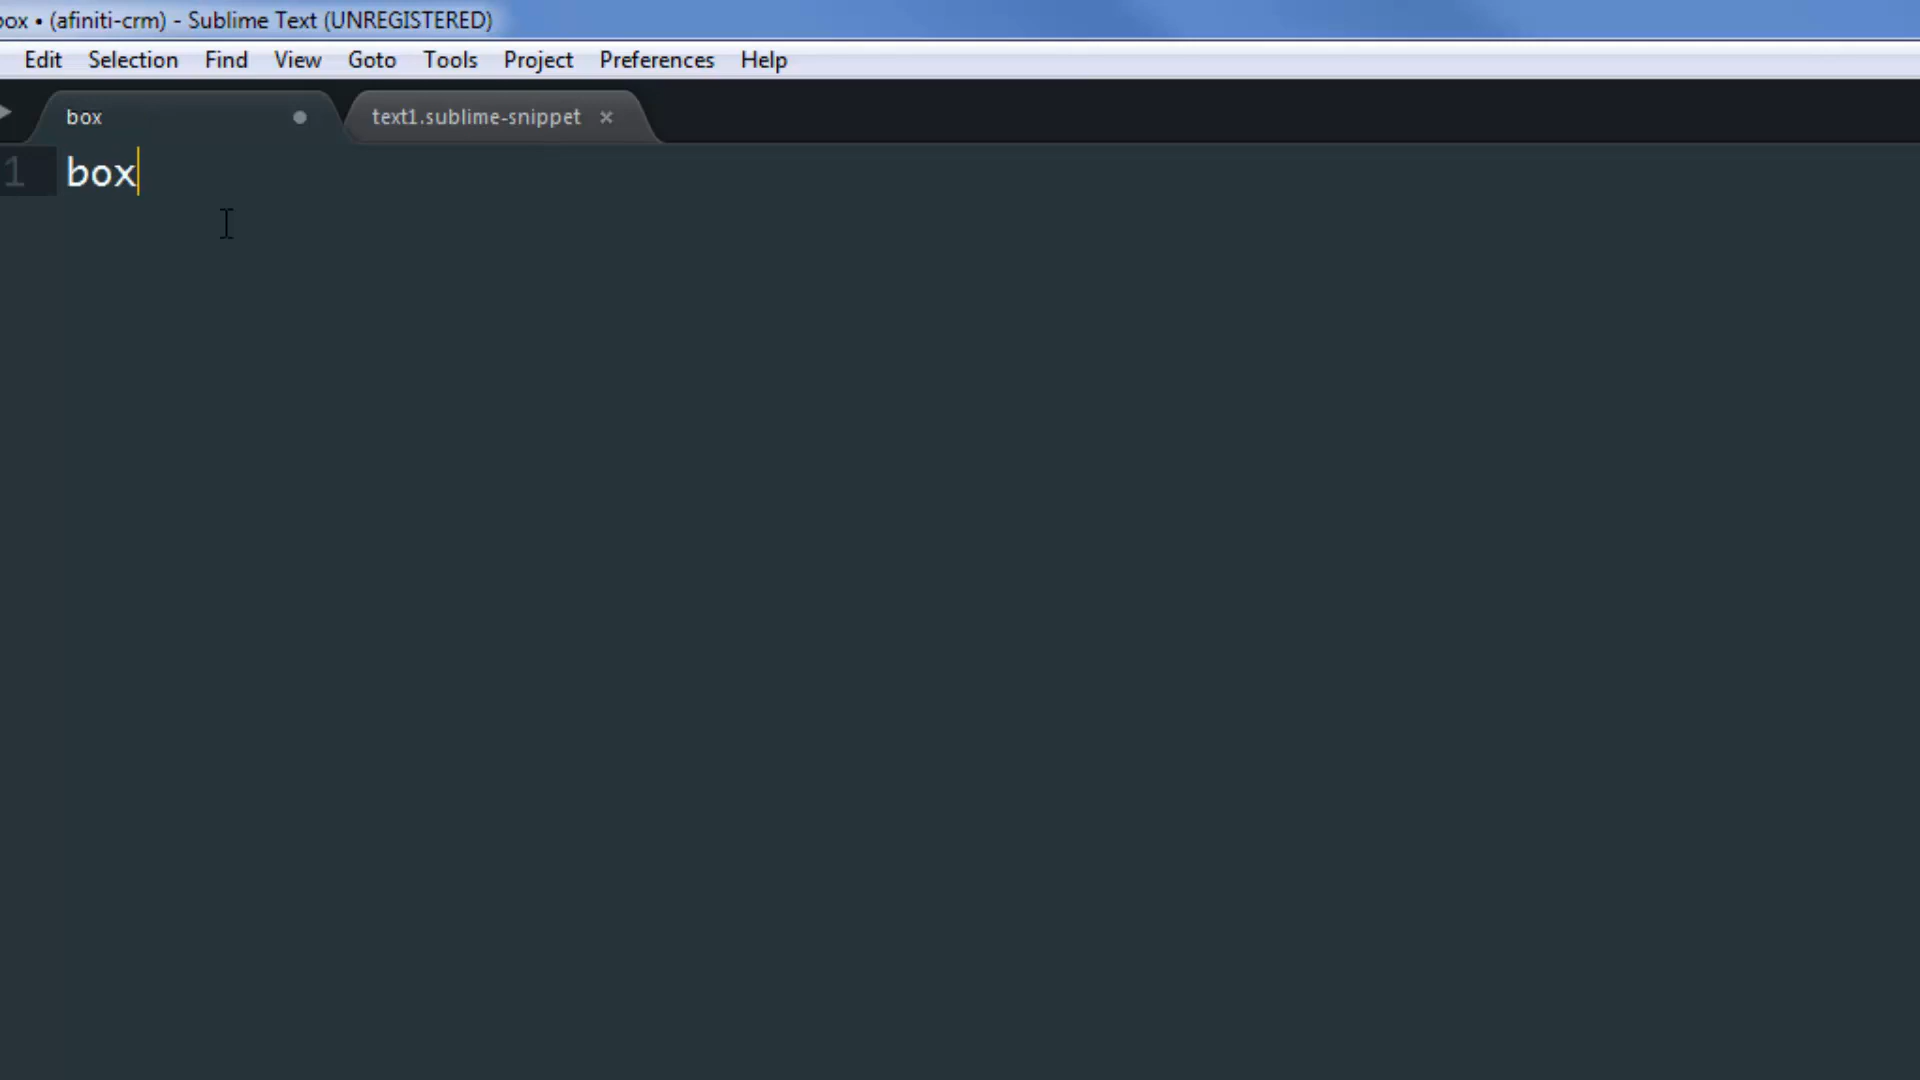 box • (afiniti-crm) - Sublime Text (UNREGISTERED)
Edit Selection Find View Goto Tools Project Preferences Help
box text1.sublime-snippet
1 box